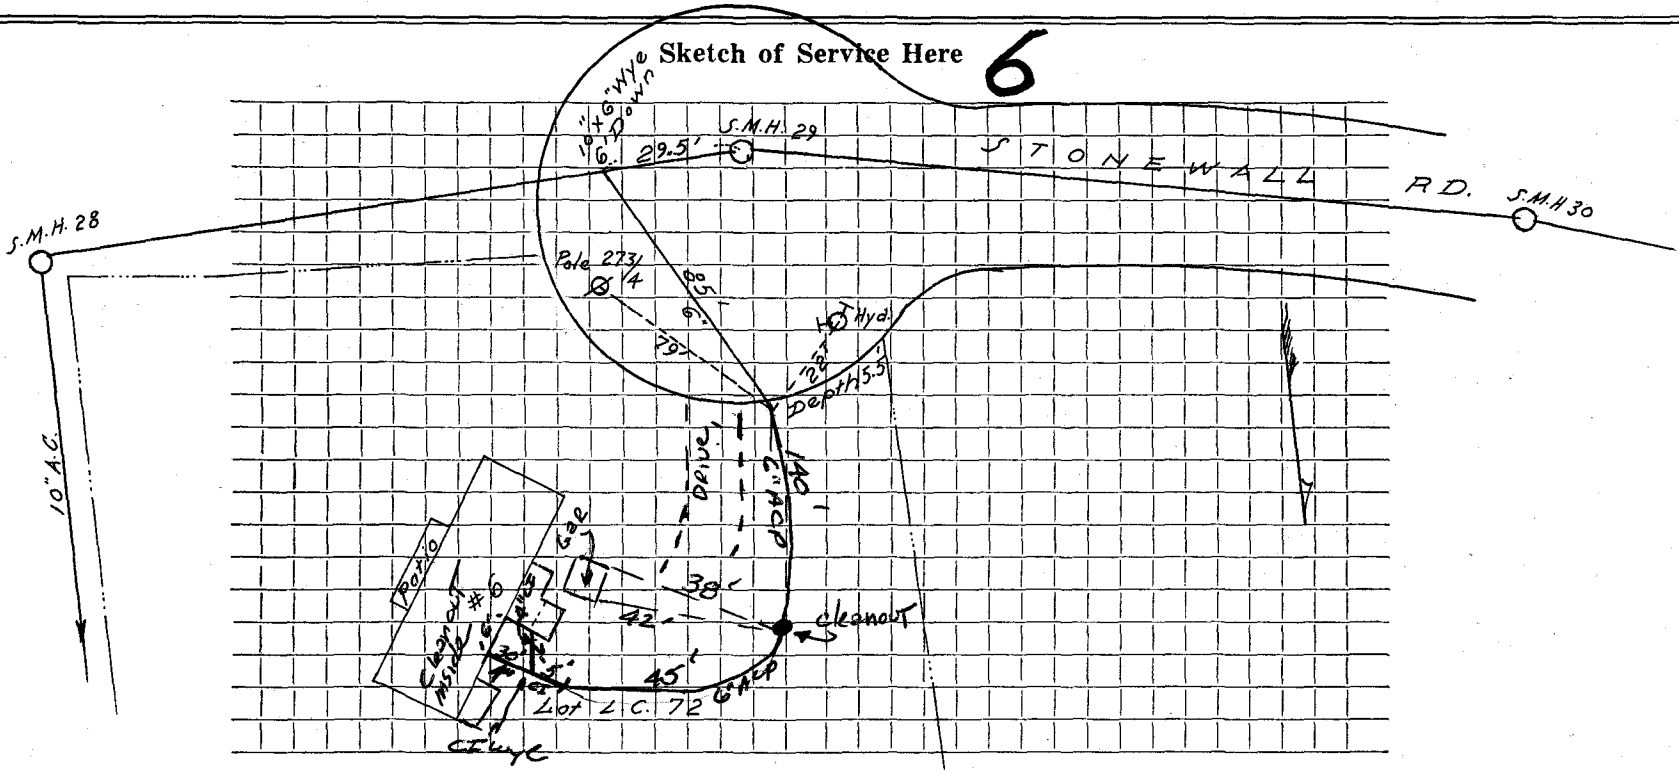 Sketch of Service Here
6
10" x 6" Wye
6' Down
29.5'
S.M.H. 29
STONEWALL RD.
S.M.H 30
S.M.H. 28
Pole 273/4
85' 6"
79'
Hyd.
22'
Depth 5.5'
10" A.C.
DRIVE
140'
6" ACP
Gar
Patio
Cleanout
Inside
#6
38'
42'
Cleanout
45'
6" ACP
Lot L C. 72
CI wye